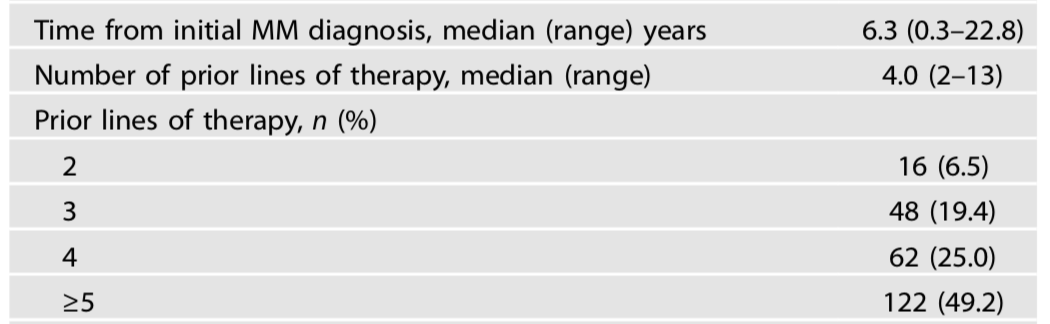 Time from initial MM diagnosis, median (range) years 6.3 (0.3–22.8)
Number of prior lines of therapy, median (range) 4.0 (2–13)
Prior lines of therapy, n (%)
2 16 (6.5)
3 48 (19.4)
4 62 (25.0)
≥5 122 (49.2)